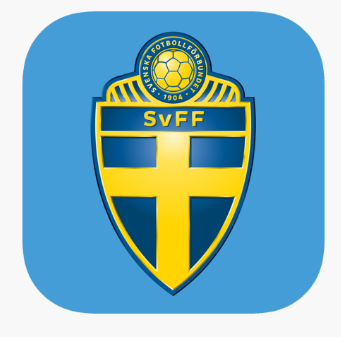 SVENSKA FOTBOLLFÖRBUNDET
· 1904 ·
SvFF